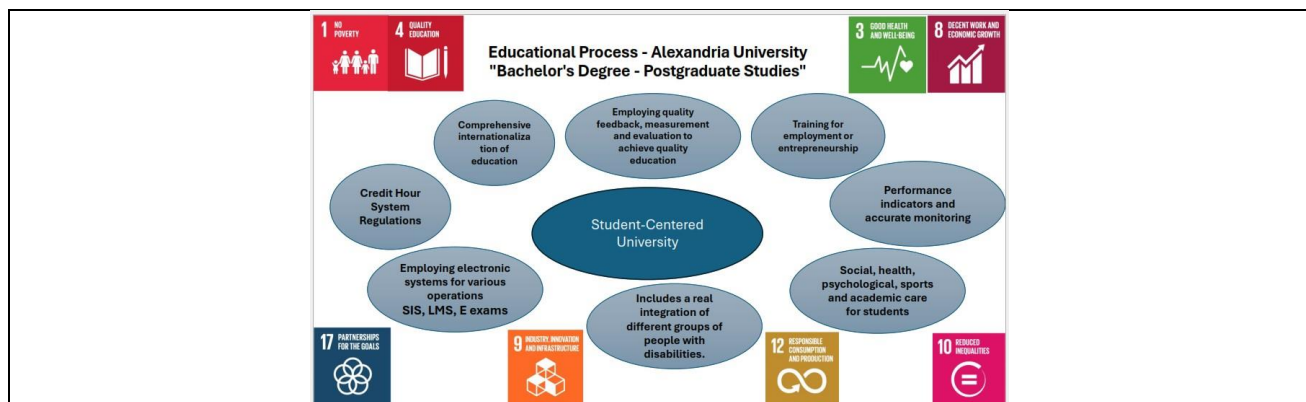 1 NO
POVERTY
4 QUALITY
EDUCATION
Educational Process - Alexandria University
"Bachelor's Degree - Postgraduate Studies"
3 GOOD HEALTH
AND WELL-BEING
8 DECENT WORK AND
ECONOMIC GROWTH
Comprehensive
internationaliza
tion of
education
Employing quality
feedback, measurement
and evaluation to
achieve quality
education
Training for
employment or
entrepreneurship
Credit Hour
System
Regulations
Student-Centered
University
Performance
indicators and
accurate monitoring
Employing electronic
systems for various
operations
SIS, LMS, E exams
Includes a real
integration of
different groups of
people with
disabilities.
Social, health,
psychological, sports
and academic care
for students
17 PARTNERSHIPS
FOR THE GOALS
9 INDUSTRY, INNOVATION
AND INFRASTRUCTURE
12 RESPONSIBLE
CONSUMPTION
AND PRODUCTION
10 REDUCED
INEQUALITIES